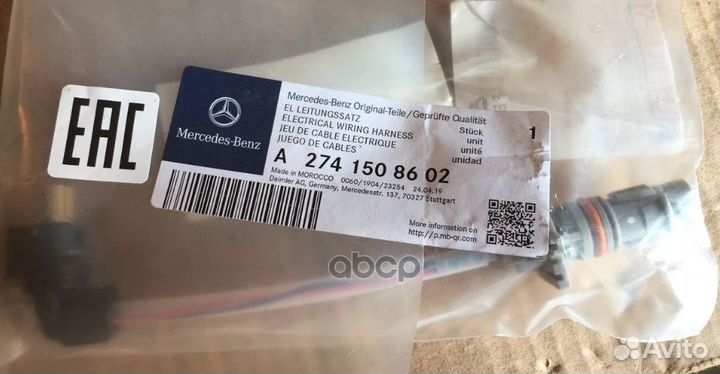 EAC
Mercedes-Benz
Mercedes-Benz Original-Teile/Geprüfte Qualität
EL LEITUNGSSATZ
ELECTRICAL WIRING HARNESS
JEU DE CABLE ELECTRIQUE
JUEGO DE CABLES
Stück
unit
unité
unidad
1
A 274 150 86 02
Made in MOROCCO 0060/1904/23254 24.04.19
Daimler AG, Germany, Mercedesstr. 137, 70327 Stuttgart
More information on
http://p.mb-qr.com
abcp
Avito